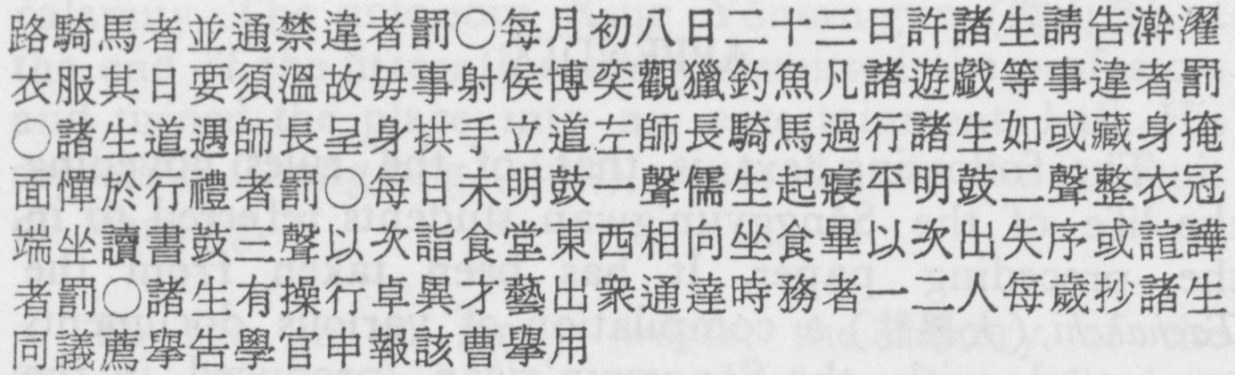 路騎馬者並通禁違者罰〇每月初八日二十三日許諸生請告澣濯
衣服其日要須溫故毋事射侯博奕觀獵釣魚凡諸遊戱等事違者罰
〇諸生道遇師長呈身拱手立道左師長騎馬過行諸生如或藏身掩
面憚於行禮者罰〇每日未明鼓一聲儒生起寢平明鼓二聲整衣冠
端坐讀書鼓三聲以次詣食堂東西相向坐食畢以次出失序或諠譁
者罰〇諸生有操行卓異才藝出衆通達時務者一二人每歲抄諸生
同議薦擧告學官申報該曹擧用